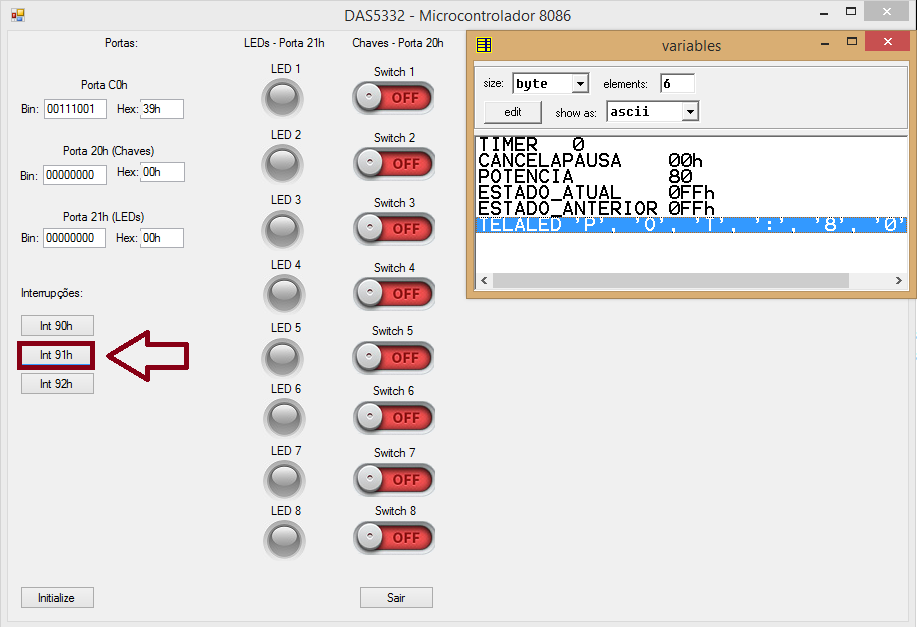 DAS5332 - Microcontrolador 8086
Portas:
Porta C0h
Bin: 00111001 Hex: 39h
Porta 20h (Chaves)
Bin: 00000000 Hex: 00h
Porta 21h (LEDs)
Bin: 00000000 Hex: 00h
Interrupções:
Int 90h
Int 91h
Int 92h
Initialize
LEDs - Porta 21h
LED 1
LED 2
LED 3
LED 4
LED 5
LED 6
LED 7
LED 8
Chaves - Porta 20h
Switch 1
OFF
Switch 2
OFF
Switch 3
OFF
Switch 4
OFF
Switch 5
OFF
Switch 6
OFF
Switch 7
OFF
Switch 8
OFF
Sair
variables
size: byte elements: 6
edit show as: ascii
TIMER 0
CANCELAPAUSA 00h
POTENCIA 80
ESTADO_ATUAL 0FFh
ESTADO_ANTERIOR 0FFh
TELALED 'P', 'O', 'T', ':', '8', '0'